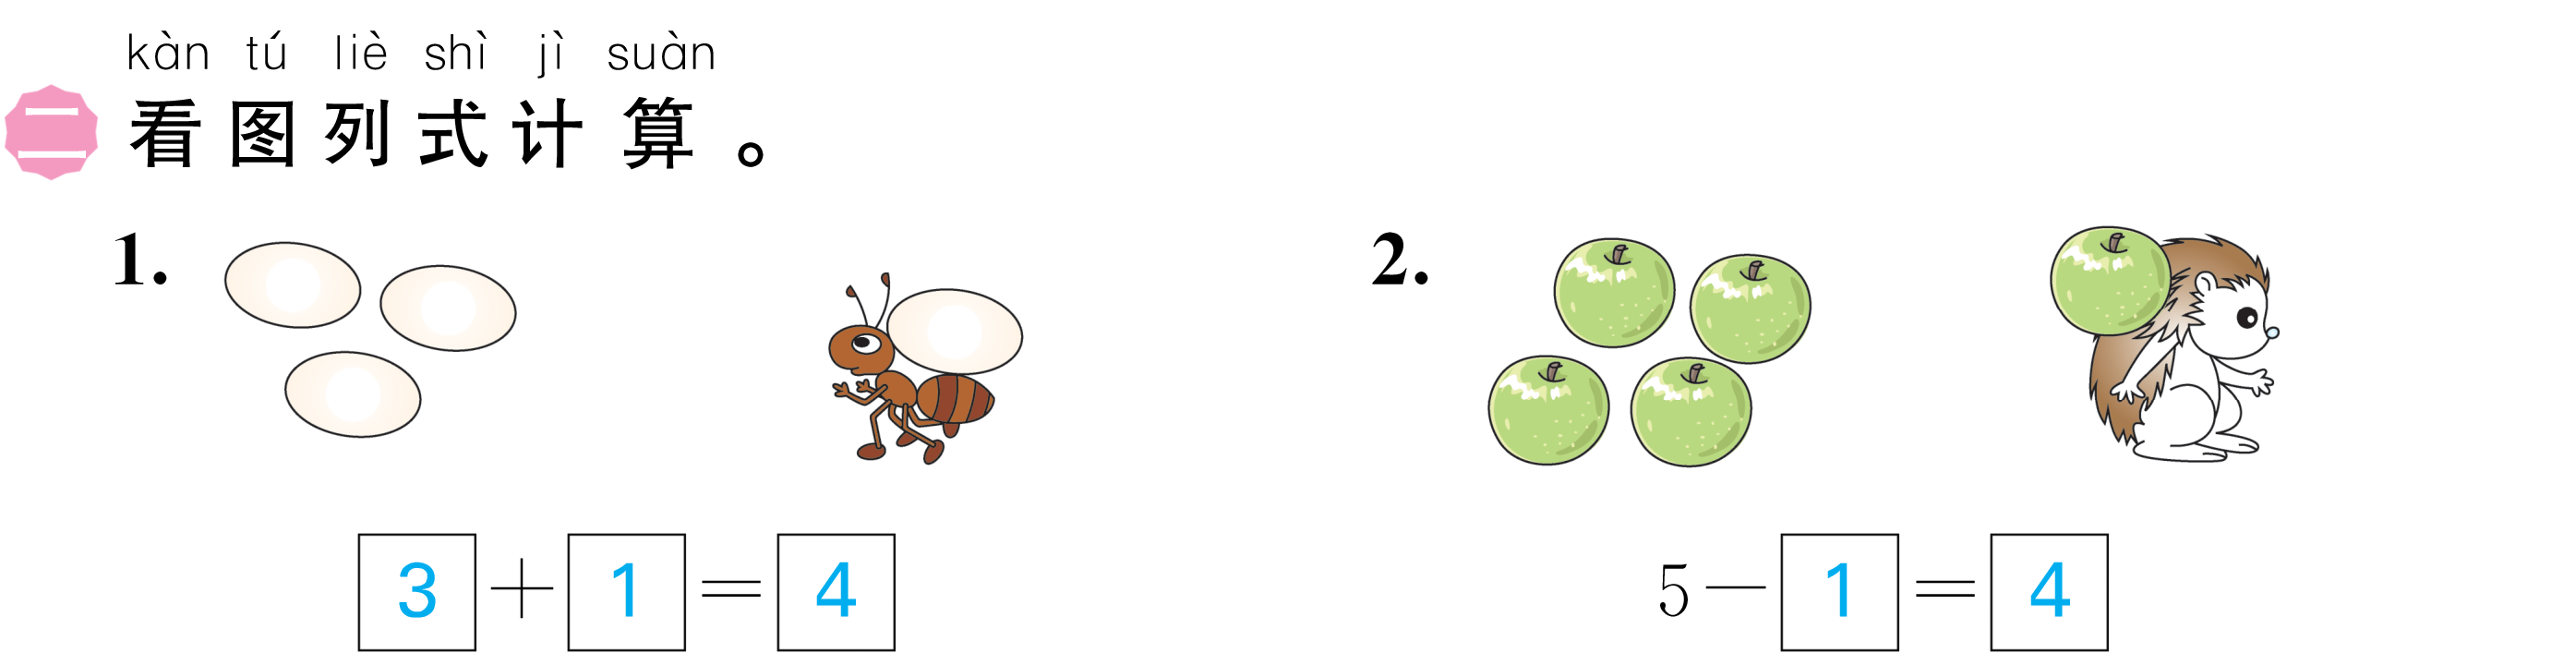 kàn tú liè shì jì suàn
二 看图列式计算。
1.
2.
3+1=4
5-1=4